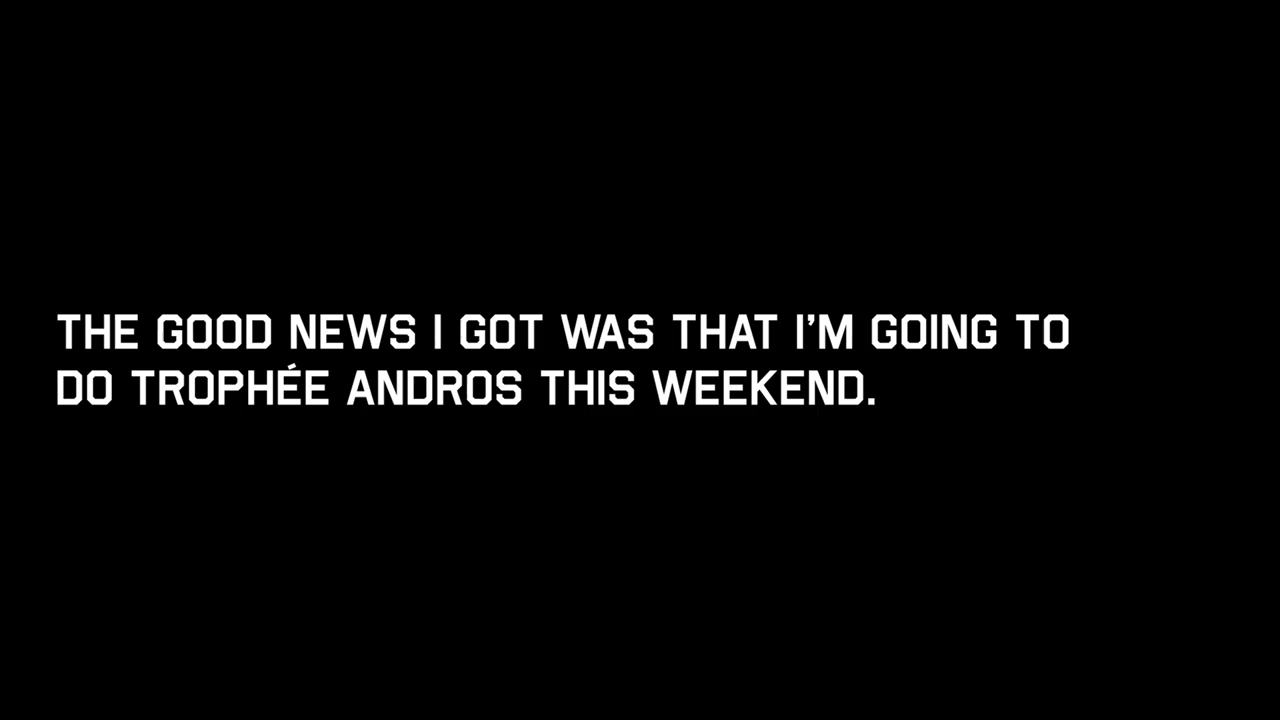 THE GOOD NEWS I GOT WAS THAT I'M GOING TO
DO TROPHÉE ANDROS THIS WEEKEND.